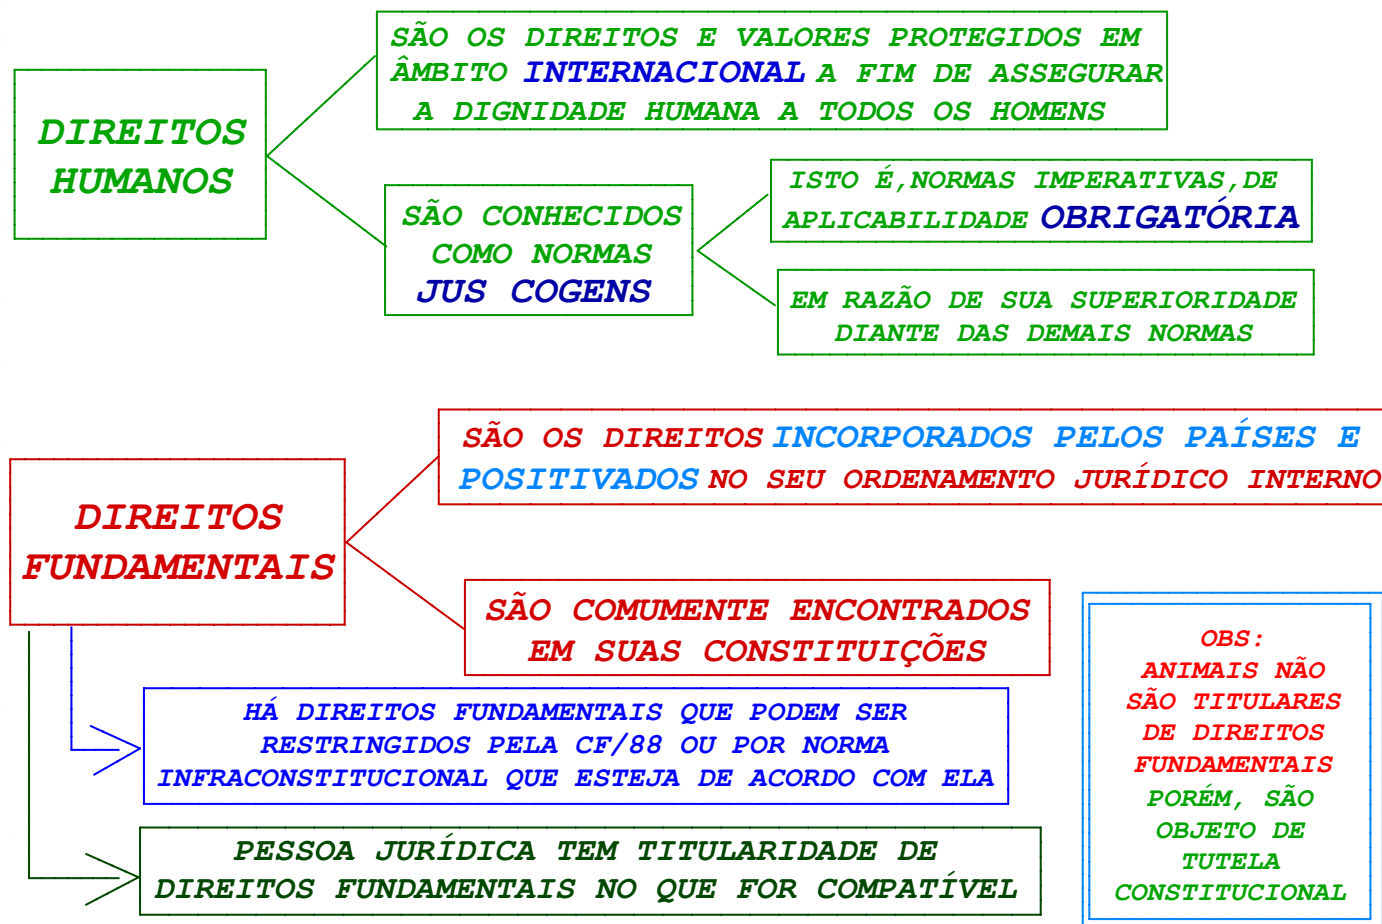 DIREITOS
HUMANOS
SÃO OS DIREITOS E VALORES PROTEGIDOS EM
ÂMBITO INTERNACIONAL A FIM DE ASSEGURAR
A DIGNIDADE HUMANA A TODOS OS HOMENS
SÃO CONHECIDOS
COMO NORMAS
JUS COGENS
ISTO É,NORMAS IMPERATIVAS,DE
APLICABILIDADE OBRIGATÓRIA
EM RAZÃO DE SUA SUPERIORIDADE
DIANTE DAS DEMAIS NORMAS
DIREITOS
FUNDAMENTAIS
SÃO OS DIREITOS INCORPORADOS PELOS PAÍSES E
POSITIVADOS NO SEU ORDENAMENTO JURÍDICO INTERNO
SÃO COMUMENTE ENCONTRADOS
EM SUAS CONSTITUIÇÕES
HÁ DIREITOS FUNDAMENTAIS QUE PODEM SER
RESTRINGIDOS PELA CF/88 OU POR NORMA
INFRACONSTITUCIONAL QUE ESTEJA DE ACORDO COM ELA
PESSOA JURÍDICA TEM TITULARIDADE DE
DIREITOS FUNDAMENTAIS NO QUE FOR COMPATÍVEL
OBS:
ANIMAIS NÃO
SÃO TITULARES
DE DIREITOS
FUNDAMENTAIS
PORÉM, SÃO
OBJETO DE
TUTELA
CONSTITUCIONAL